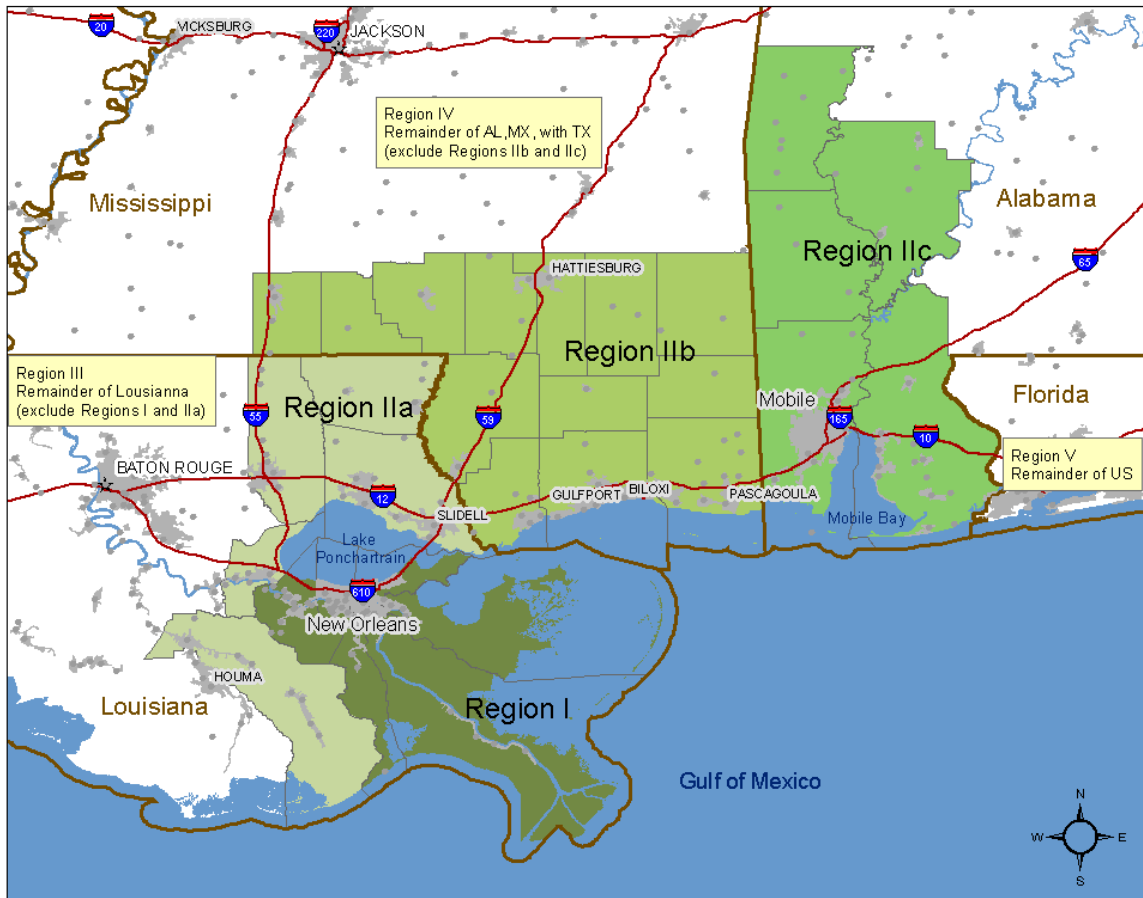 20
VICKSBURG
220
JACKSON
Region IV
Remainder of AL,MX, with TX
(exclude Regions IIb and IIc)
Mississippi
Alabama
Region IIc
65
HATTIESBURG
Region IIb
Region III
Remainder of Lousianna
(exclude Regions I and IIa)
Region IIa
55
59
Mobile
165
10
Florida
Region V
Remainder of US
BATON ROUGE
12
SLIDELL
GULFPORT
BILOXI
PASCAGOULA
Mobile Bay
Lake
Ponchartrain
610
New Orleans
HOUMA
Louisiana
Region I
Gulf of Mexico
N
W
E
S